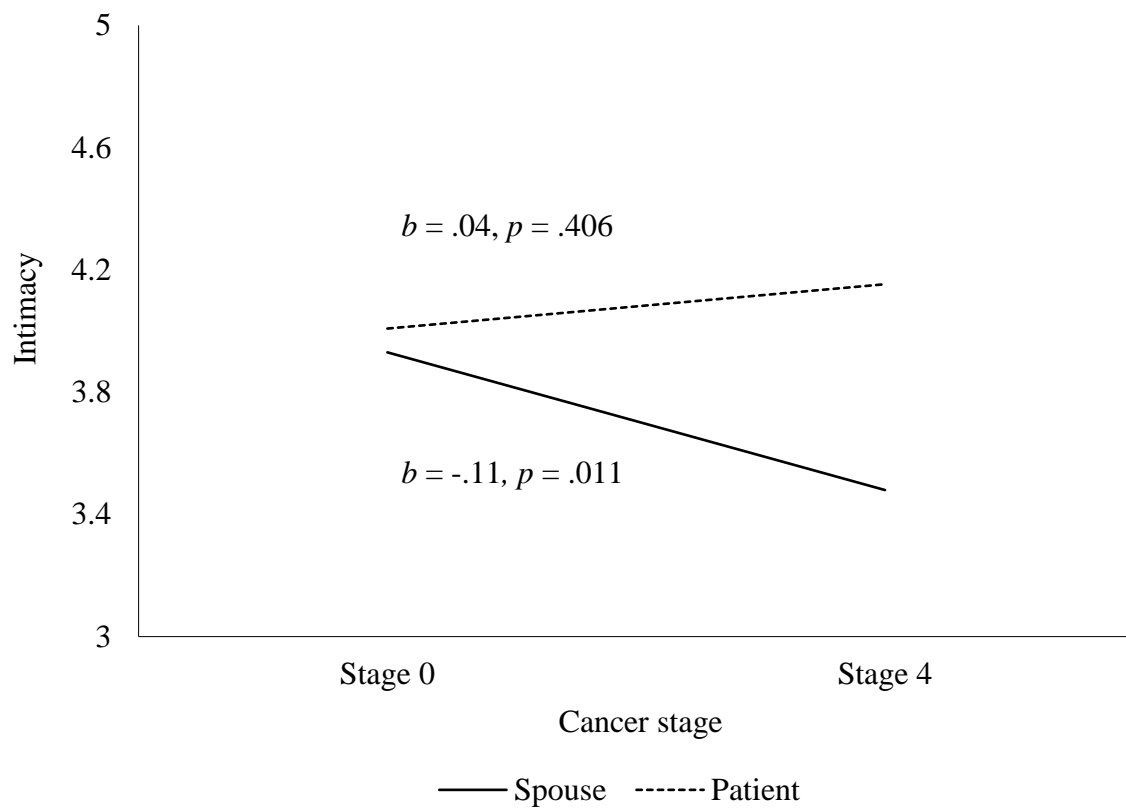 5
4.6
b = .04, p = .406
4.2
Intimacy
3.8
b = -.11, p = .011
3.4
3
Stage 0 Stage 4
Cancer stage
Spouse Patient